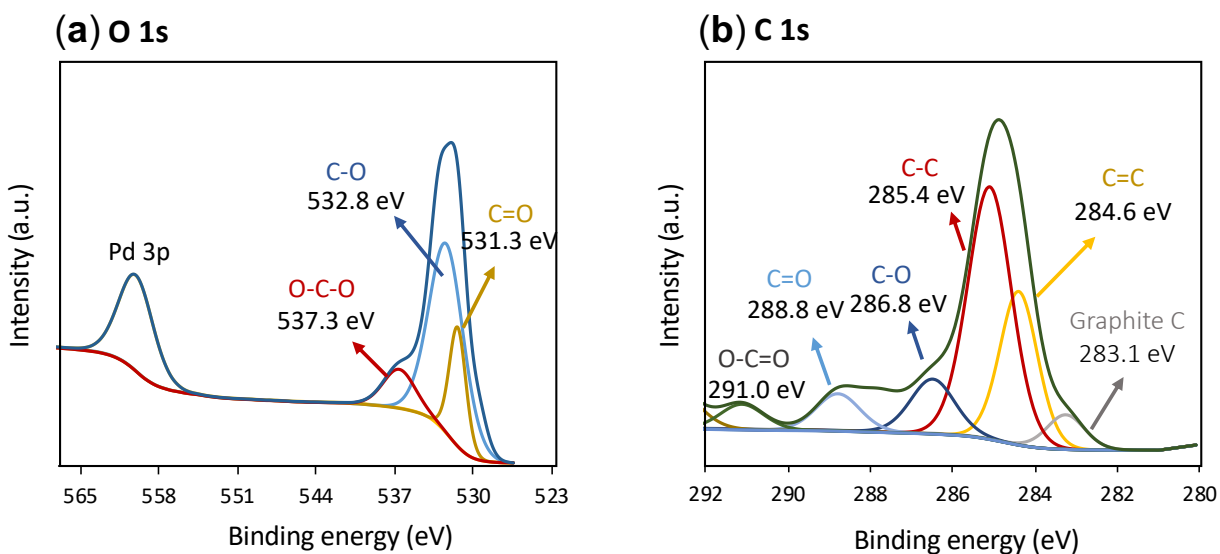 (a) O 1s
Intensity (a.u.)
Pd 3p
O-C-O
537.3 eV
C-O
532.8 eV
C=O
531.3 eV
565 558 551 544 537 530 523
Binding energy (eV)
(b) C 1s
Intensity (a.u.)
O-C=O
291.0 eV
C=O
288.8 eV
C-O
286.8 eV
C-C
285.4 eV
C=C
284.6 eV
Graphite C
283.1 eV
292 290 288 286 284 282 280
Binding energy (eV)